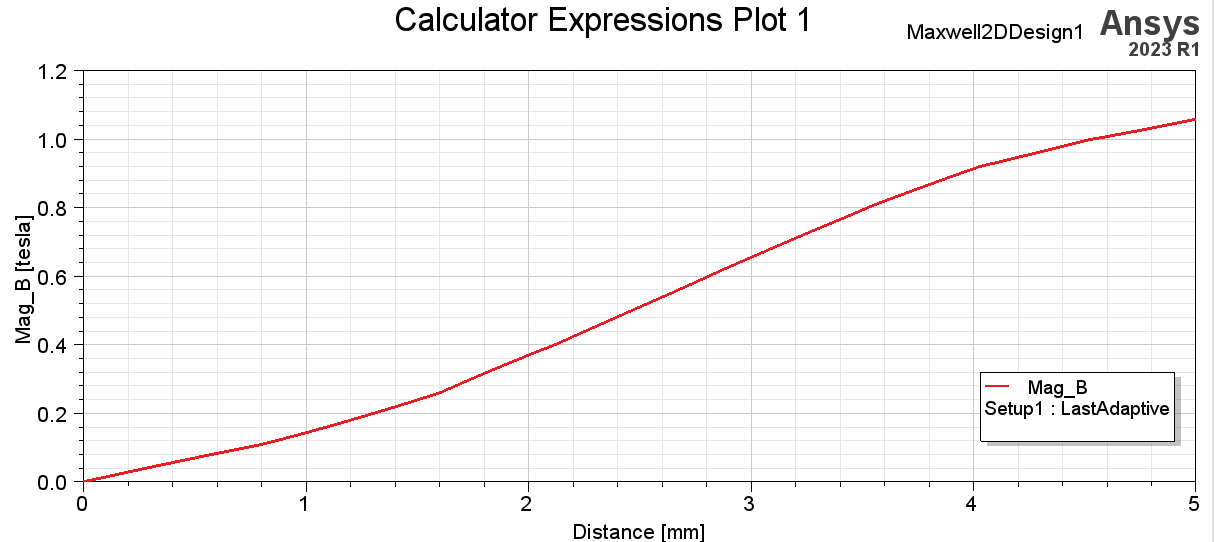 Calculator Expressions Plot 1
Maxwell2DDesign1
Ansys
2023 R1
1.2
1.0
0.8
0.6
0.4
0.2
0.0
Mag_B [tesla]
Mag_B
Setup1 : LastAdaptive
0 1 2 3 4 5
Distance [mm]